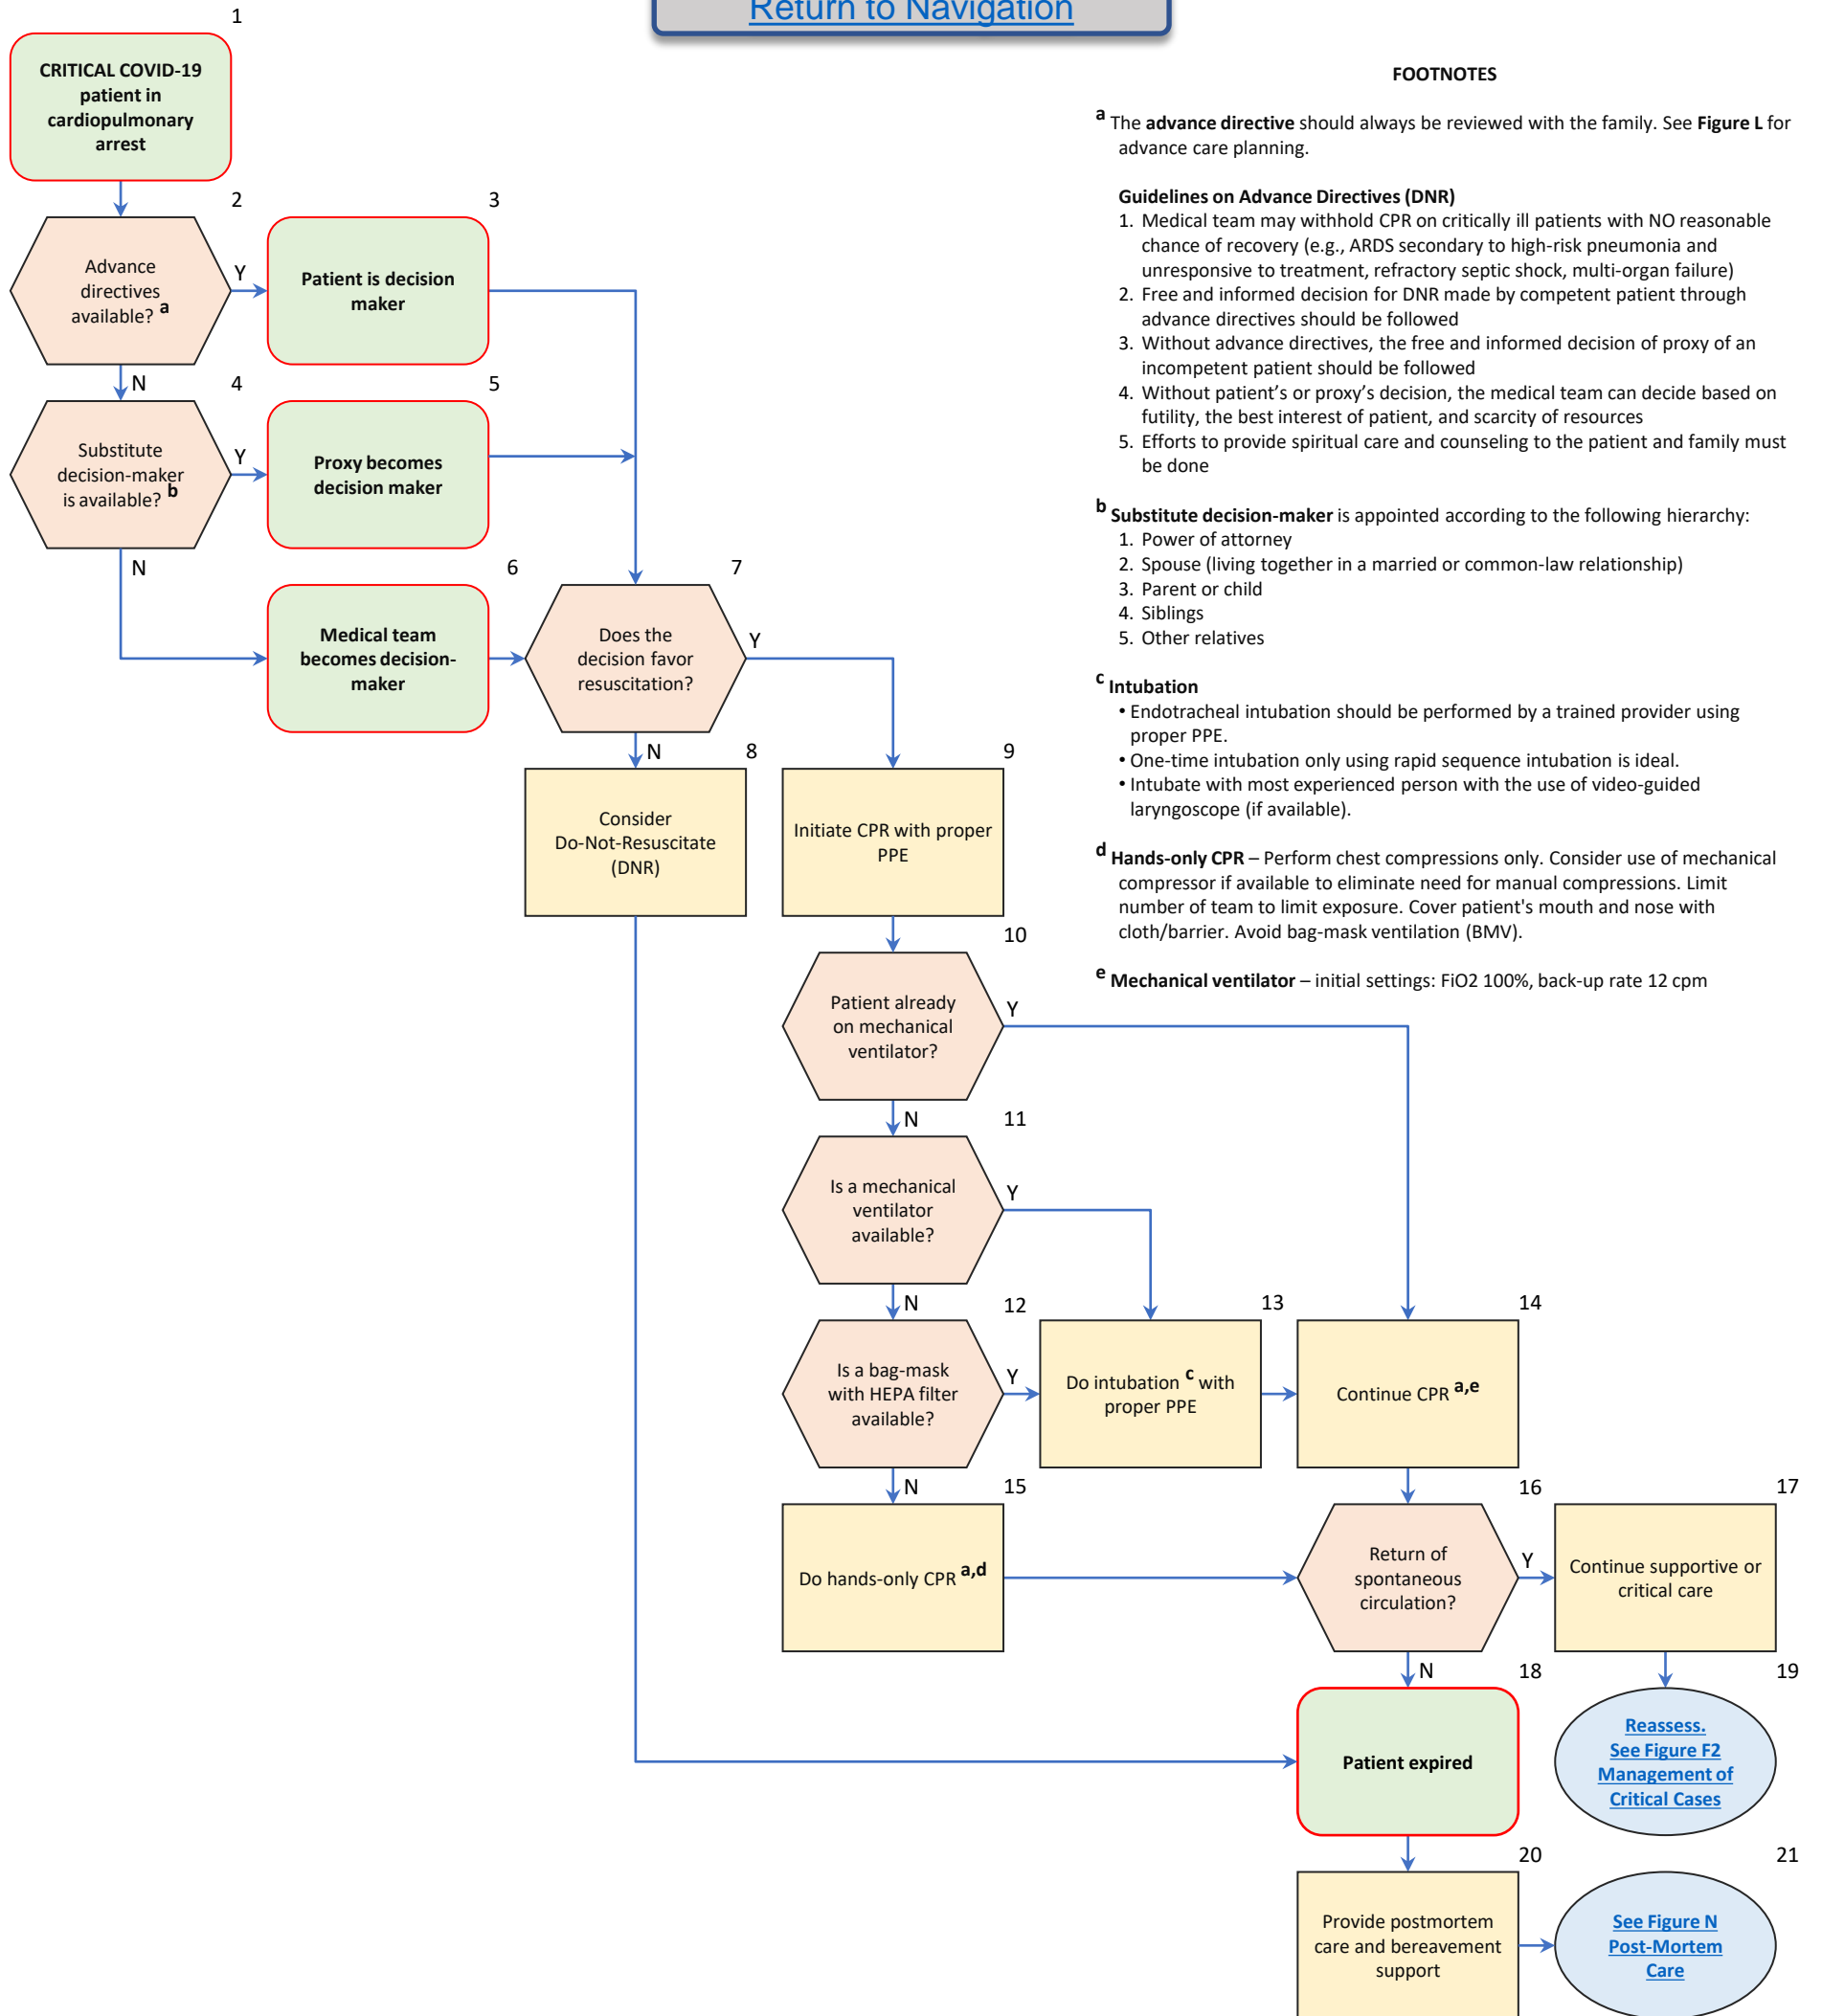 Return to Navigation
1
CRITICAL COVID-19
patient in
cardiopulmonary
arrest
2
Advance
directives
available? a
Y
N
3
Patient is decision
maker
4
Substitute
decision-maker
is available? b
Y
N
5
Proxy becomes
decision maker
6
Medical team
becomes decision-
maker
7
Does the
decision favor
resuscitation?
Y
N
8
Consider
Do-Not-Resuscitate
(DNR)
9
Initiate CPR with proper
PPE
10
Patient already
on mechanical
ventilator?
Y
N
11
Is a mechanical
ventilator
available?
Y
N
12
Is a bag-mask
with HEPA filter
available?
Y
N
13
Do intubation c with
proper PPE
14
Continue CPR a,e
15
Do hands-only CPR a,d
16
Return of
spontaneous
circulation?
Y
N
17
Continue supportive or
critical care
18
Patient expired
19
Reassess.
See Figure F2
Management of
Critical Cases
20
Provide postmortem
care and bereavement
support
21
See Figure N
Post-Mortem
Care
FOOTNOTES
a The advance directive should always be reviewed with the family. See Figure L for
advance care planning.
Guidelines on Advance Directives (DNR)
1. Medical team may withhold CPR on critically ill patients with NO reasonable
chance of recovery (e.g., ARDS secondary to high-risk pneumonia and
unresponsive to treatment, refractory septic shock, multi-organ failure)
2. Free and informed decision for DNR made by competent patient through
advance directives should be followed
3. Without advance directives, the free and informed decision of proxy of an
incompetent patient should be followed
4. Without patient's or proxy's decision, the medical team can decide based on
futility, the best interest of patient, and scarcity of resources
5. Efforts to provide spiritual care and counseling to the patient and family must
be done
b Substitute decision-maker is appointed according to the following hierarchy:
1. Power of attorney
2. Spouse (living together in a married or common-law relationship)
3. Parent or child
4. Siblings
5. Other relatives
c Intubation
• Endotracheal intubation should be performed by a trained provider using
proper PPE.
• One-time intubation only using rapid sequence intubation is ideal.
• Intubate with most experienced person with the use of video-guided
laryngoscope (if available).
d Hands-only CPR – Perform chest compressions only. Consider use of mechanical
compressor if available to eliminate need for manual compressions. Limit
number of team to limit exposure. Cover patient's mouth and nose with
cloth/barrier. Avoid bag-mask ventilation (BMV).
e Mechanical ventilator – initial settings: FiO2 100%, back-up rate 12 cpm